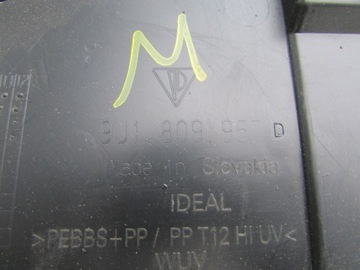 M
9J1.809.957 D
Made in Slovakia
IDEAL
>PEBBS+PP / PP T12 HI UV<
WUV